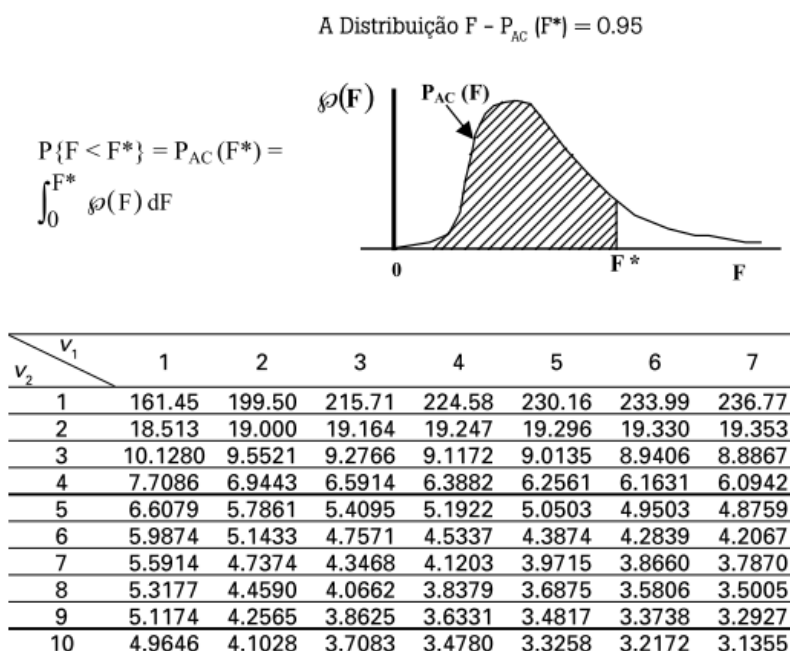 A Distribuição F – P_AC (F*) = 0.95
℘(F)
P_AC (F)
P{F < F*} = P_AC (F*) =
∫_0^F* ℘(F) dF
0 F* F
v_1 1 2 3 4 5 6 7
v_2
1 161.45 199.50 215.71 224.58 230.16 233.99 236.77
2 18.513 19.000 19.164 19.247 19.296 19.330 19.353
3 10.1280 9.5521 9.2766 9.1172 9.0135 8.9406 8.8867
4 7.7086 6.9443 6.5914 6.3882 6.2561 6.1631 6.0942
5 6.6079 5.7861 5.4095 5.1922 5.0503 4.9503 4.8759
6 5.9874 5.1433 4.7571 4.5337 4.3874 4.2839 4.2067
7 5.5914 4.7374 4.3468 4.1203 3.9715 3.8660 3.7870
8 5.3177 4.4590 4.0662 3.8379 3.6875 3.5806 3.5005
9 5.1174 4.2565 3.8625 3.6331 3.4817 3.3738 3.2927
10 4.9646 4.1028 3.7083 3.4780 3.3258 3.2172 3.1355